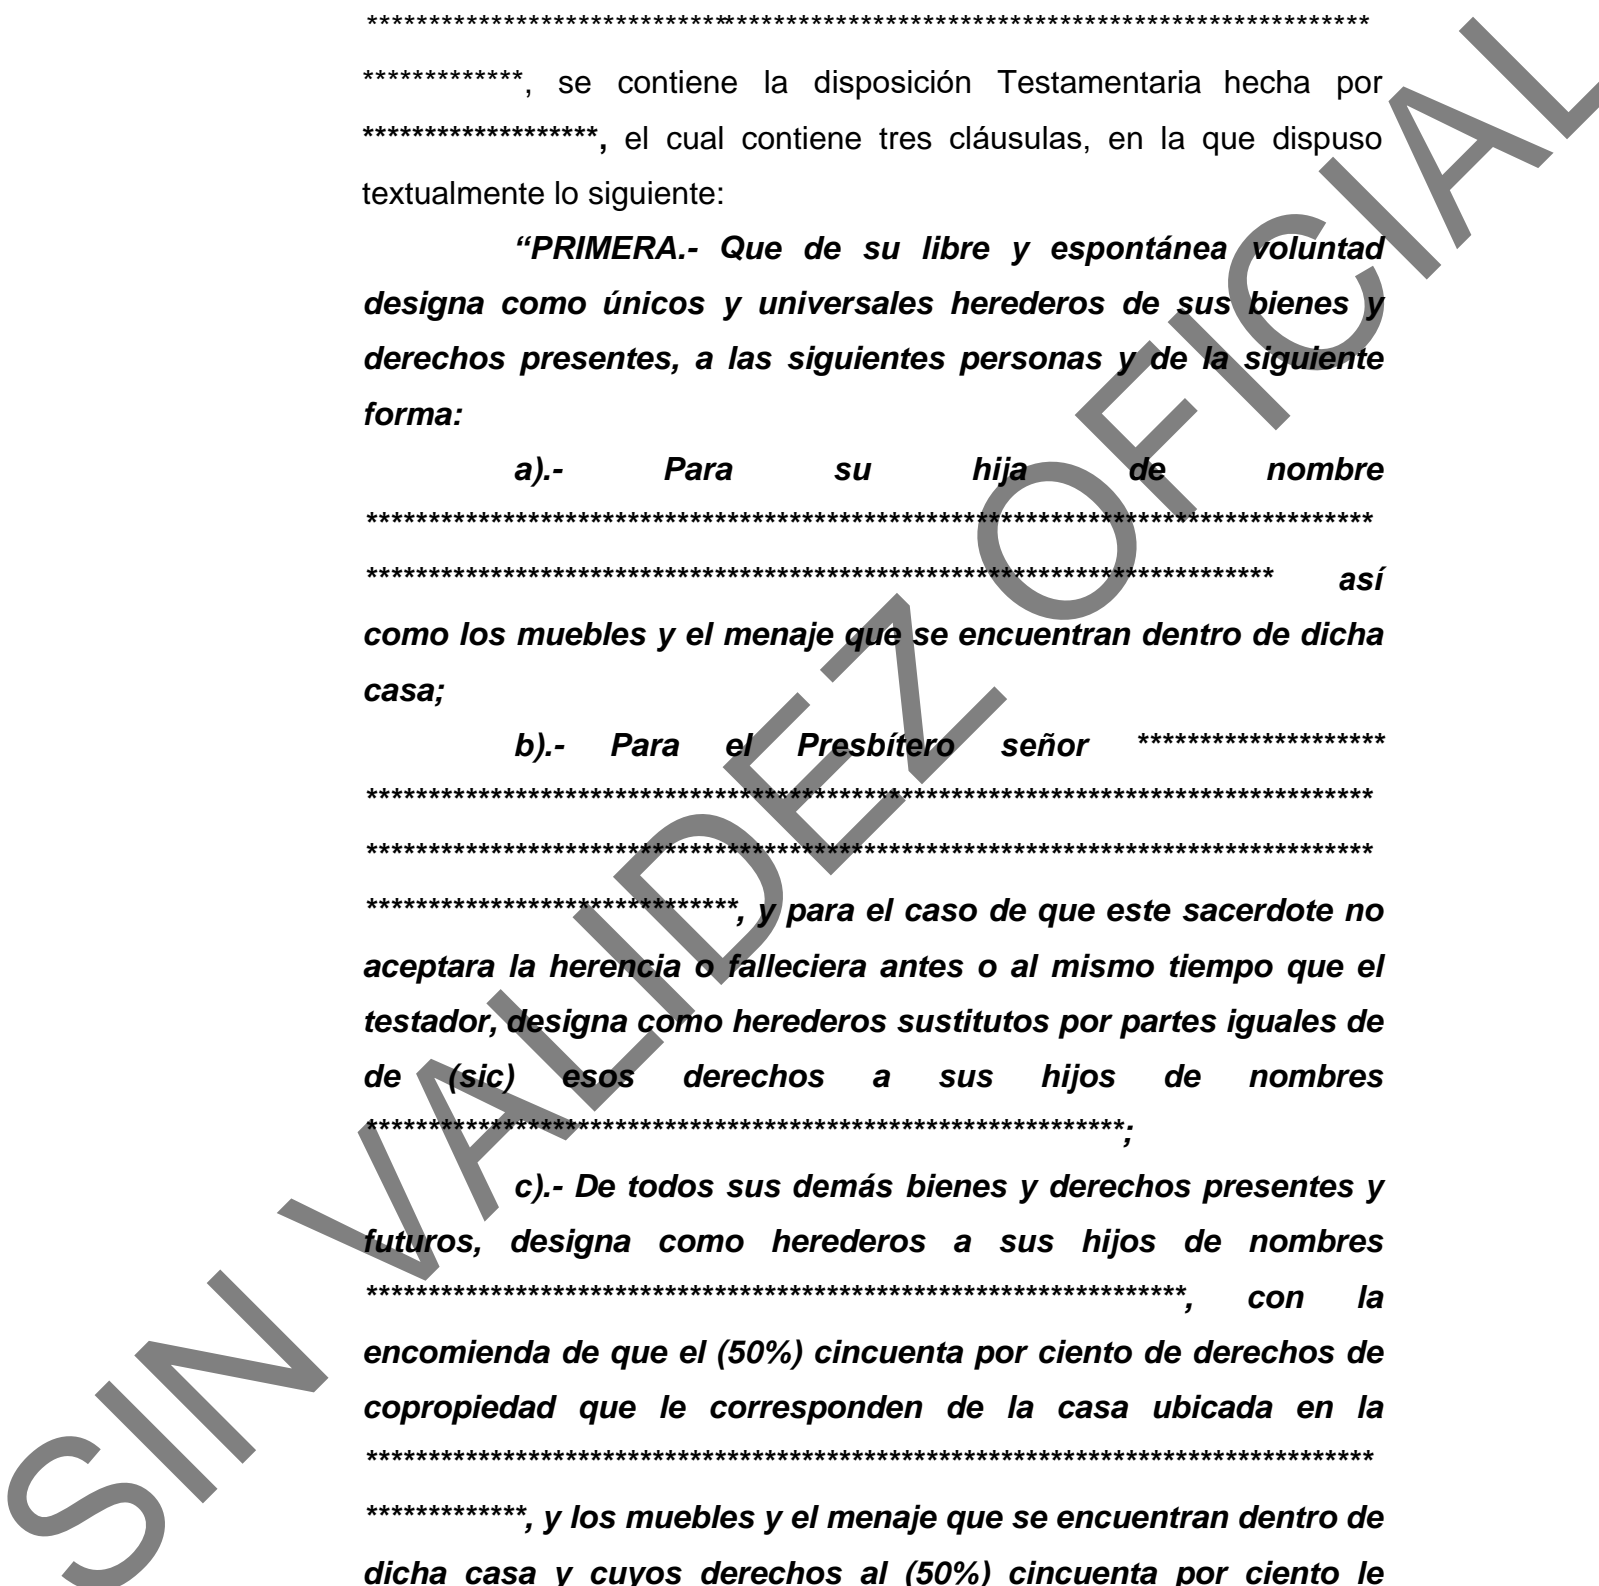 *********************************************************************************
*************, se contiene la disposición Testamentaria hecha por
*******************, el cual contiene tres cláusulas, en la que dispuso
textualmente lo siguiente:
“PRIMERA.- Que de su libre y espontánea voluntad
designa como únicos y universales herederos de sus bienes y
derechos presentes, a las siguientes personas y de la siguiente
forma:
a).- Para su hija de nombre
*********************************************************************************
************************************************************************* así
como los muebles y el menaje que se encuentran dentro de dicha
casa;
b).- Para el Presbítero señor ********************
*********************************************************************************
*********************************************************************************
******************************, y para el caso de que este sacerdote no
aceptara la herencia o falleciera antes o al mismo tiempo que el
testador, designa como herederos sustitutos por partes iguales de
de (sic) esos derechos a sus hijos de nombres
*************************************************************;
c).- De todos sus demás bienes y derechos presentes y
futuros, designa como herederos a sus hijos de nombres
******************************************************************, con la
encomienda de que el (50%) cincuenta por ciento de derechos de
copropiedad que le corresponden de la casa ubicada en la
*********************************************************************************
*************, y los muebles y el menaje que se encuentran dentro de
dicha casa y cuyos derechos al (50%) cincuenta por ciento le
SIN VALIDEZ OFICIAL